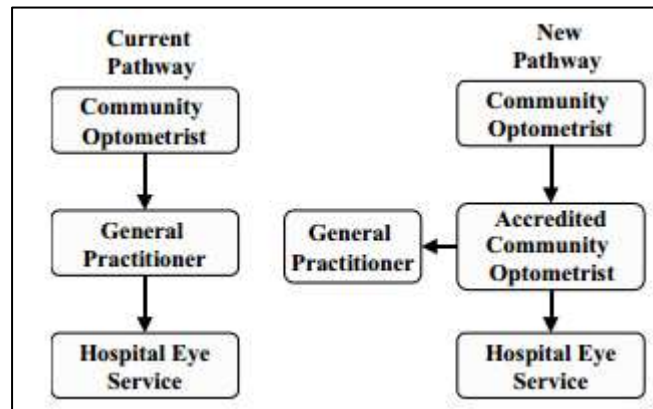 Current
Pathway
Community
Optometrist
General
Practitioner
Hospital Eye
Service
New
Pathway
Community
Optometrist
General
Practitioner
Accredited
Community
Optometrist
Hospital Eye
Service